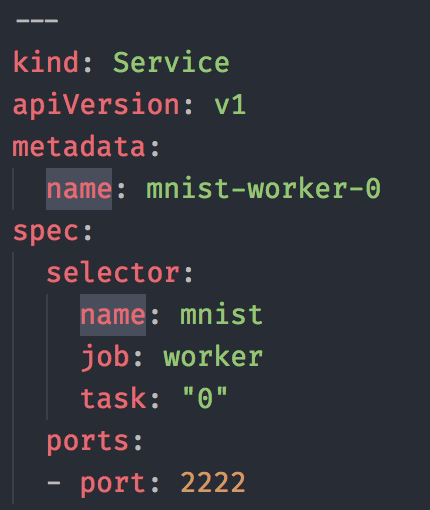 ---
kind: Service
apiVersion: v1
metadata:
  name: mnist-worker-0
spec:
  selector:
    name: mnist
    job: worker
    task: "0"
  ports:
  - port: 2222